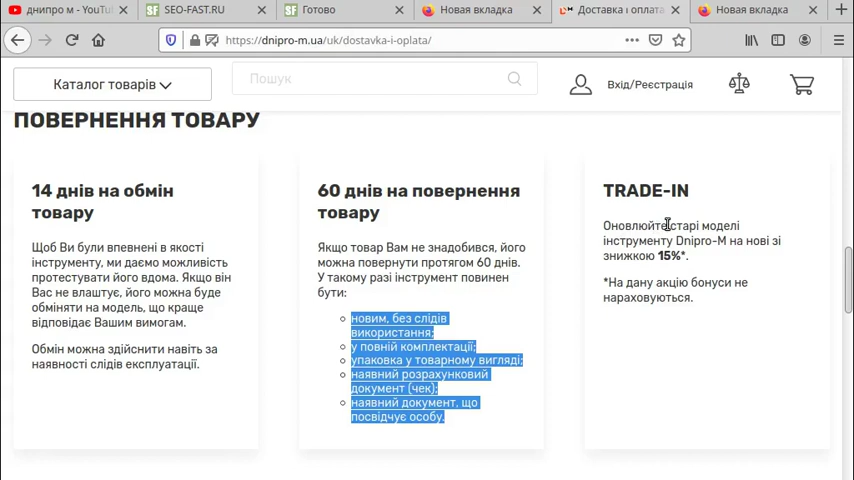 днипро м - YouTu
SEO-FAST.RU
Готово
Новая вкладка
Доставка і оплата
Новая вкладка
https://dnipro-m.ua/uk/dostavka-i-oplata/
Каталог товарів
Пошук
Вхід/Реєстрація
ПОВЕРНЕННЯ ТОВАРУ
14 днів на обмін
товару
Щоб Ви були впевнені в якості
інструменту, ми даємо можливість
протестувати його вдома. Якщо він
Вас не влаштує, його можна буде
обміняти на модель, що краще
відповідає Вашим вимогам.
Обмін можна здійснити навіть за
наявності слідів експлуатації.
60 днів на повернення
товару
Якщо товар Вам не знадобився, його
можна повернути протягом 60 днів.
У такому разі інструмент повинен
бути:
новим, без слідів
використання;
у повній комплектації;
упаковка у товарному вигляді;
наявний розрахунковий
документ (чек);
наявний документ, що
посвідчує особу.
TRADE-IN
Оновлюйте старі моделі
інструменту Dnipro-M на нові зі
знижкою 15%*.
*На дану акцію бонуси не
нараховуються.